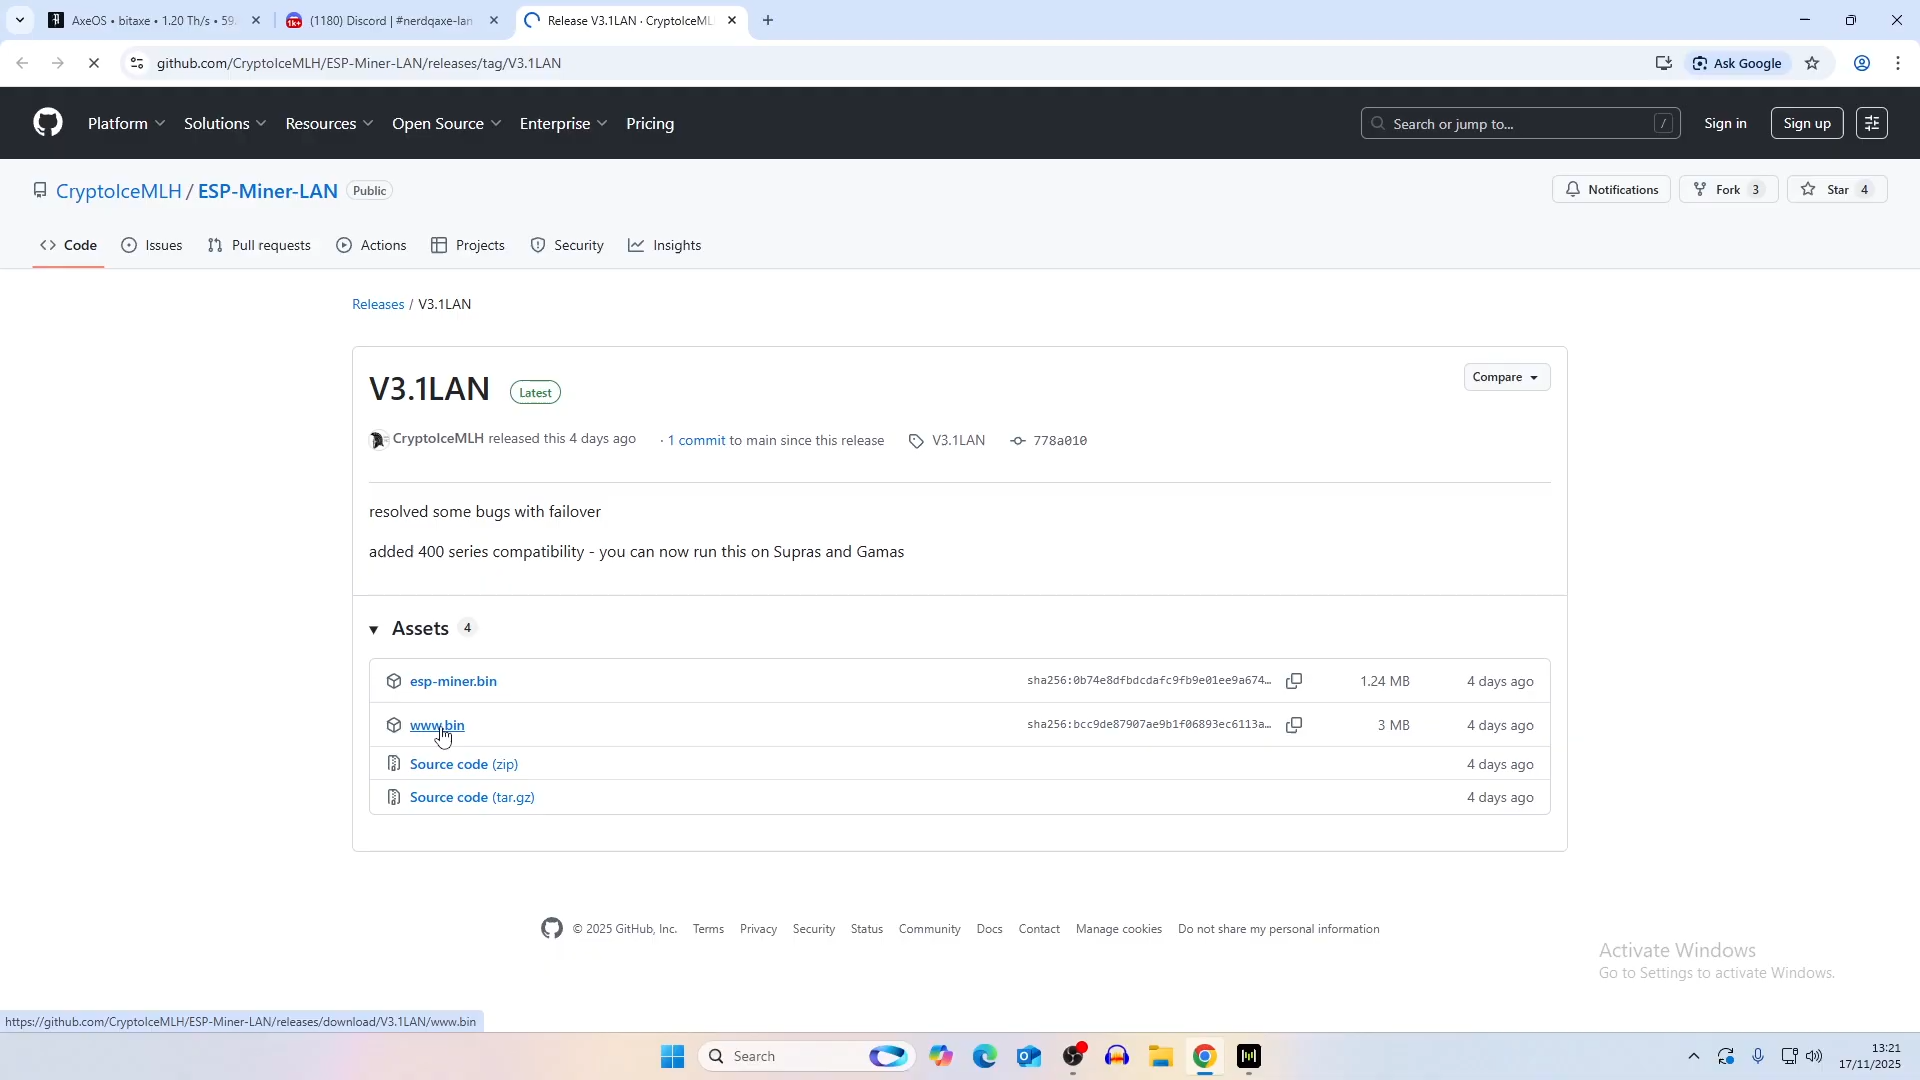 AxeOS • bitaxe • 1.20 Th/s • 59.
(1180) Discord | #nerdqaxe-lan
Release V3.1LAN · CryptoIceML
github.com/CryptoIceMLH/ESP-Miner-LAN/releases/tag/V3.1LAN
Ask Google
Platform
Solutions
Resources
Open Source
Enterprise
Pricing
Search or jump to...
/
Sign in
Sign up
CryptoIceMLH / ESP-Miner-LAN
Public
Notifications
Fork 3
Star 4
Code
Issues
Pull requests
Actions
Projects
Security
Insights
Releases / V3.1LAN
V3.1LAN
Latest
Compare
CryptoIceMLH released this 4 days ago
· 1 commit to main since this release
V3.1LAN
778a010
resolved some bugs with failover
added 400 series compatibility - you can now run this on Supras and Gamas
Assets 4
esp-miner.bin
sha256:0b74e8dfbdcdafc9fb9e01ee9a674…
1.24 MB
4 days ago
www.bin
sha256:bcc9de87907ae9b1f06893ec6113a…
3 MB
4 days ago
Source code (zip)
4 days ago
Source code (tar.gz)
4 days ago
© 2025 GitHub, Inc.
Terms
Privacy
Security
Status
Community
Docs
Contact
Manage cookies
Do not share my personal information
Activate Windows
Go to Settings to activate Windows.
https://github.com/CryptoIceMLH/ESP-Miner-LAN/releases/download/V3.1LAN/www.bin
Search
13:21
17/11/2025